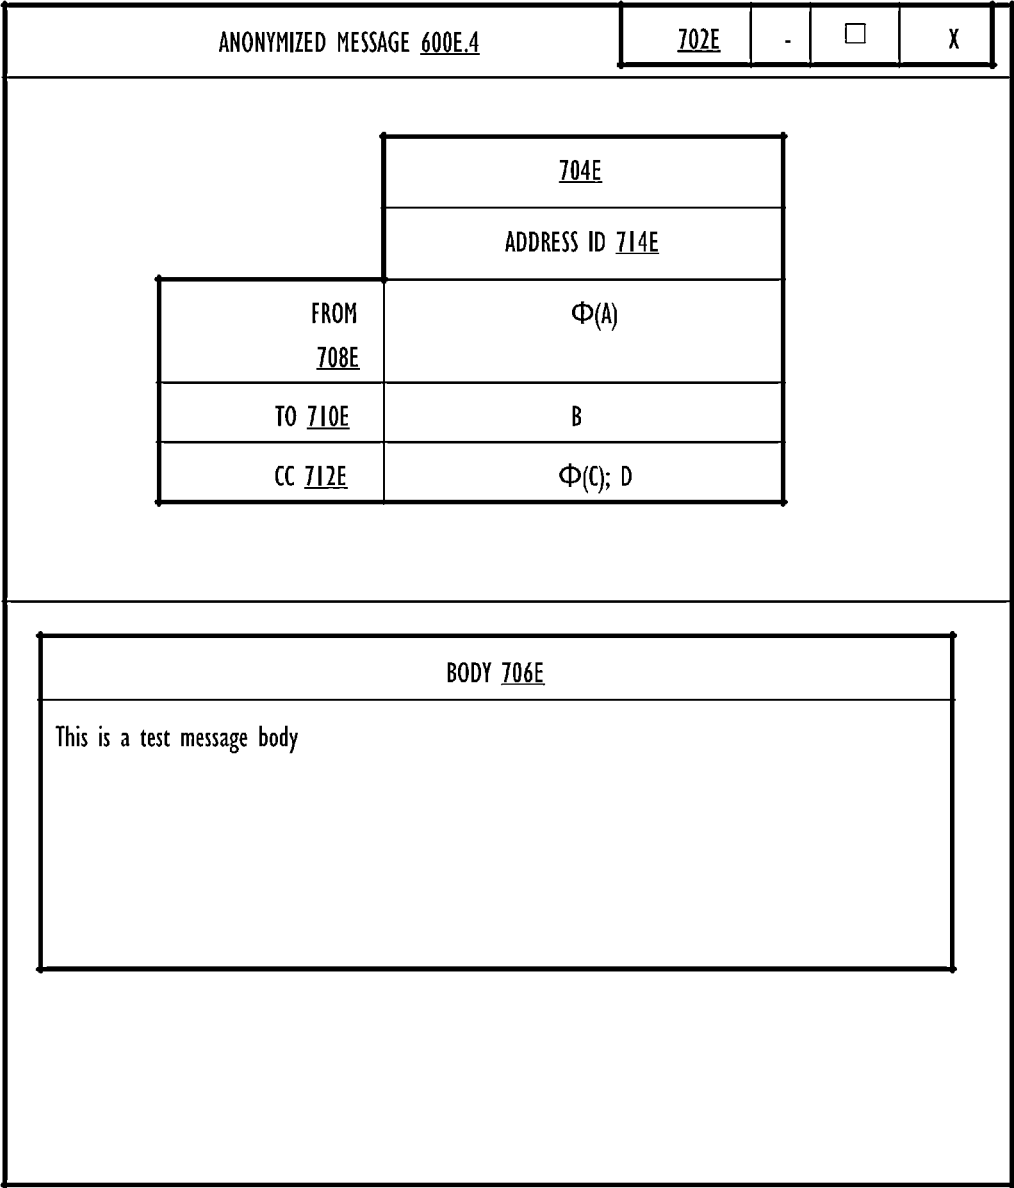 ANONYMIZED MESSAGE 600E.4
702E - □ X
704E
ADDRESS ID 714E
FROM Φ(A)
708E
TO 710E B
CC 712E Φ(C); D
BODY 706E
This is a test message body